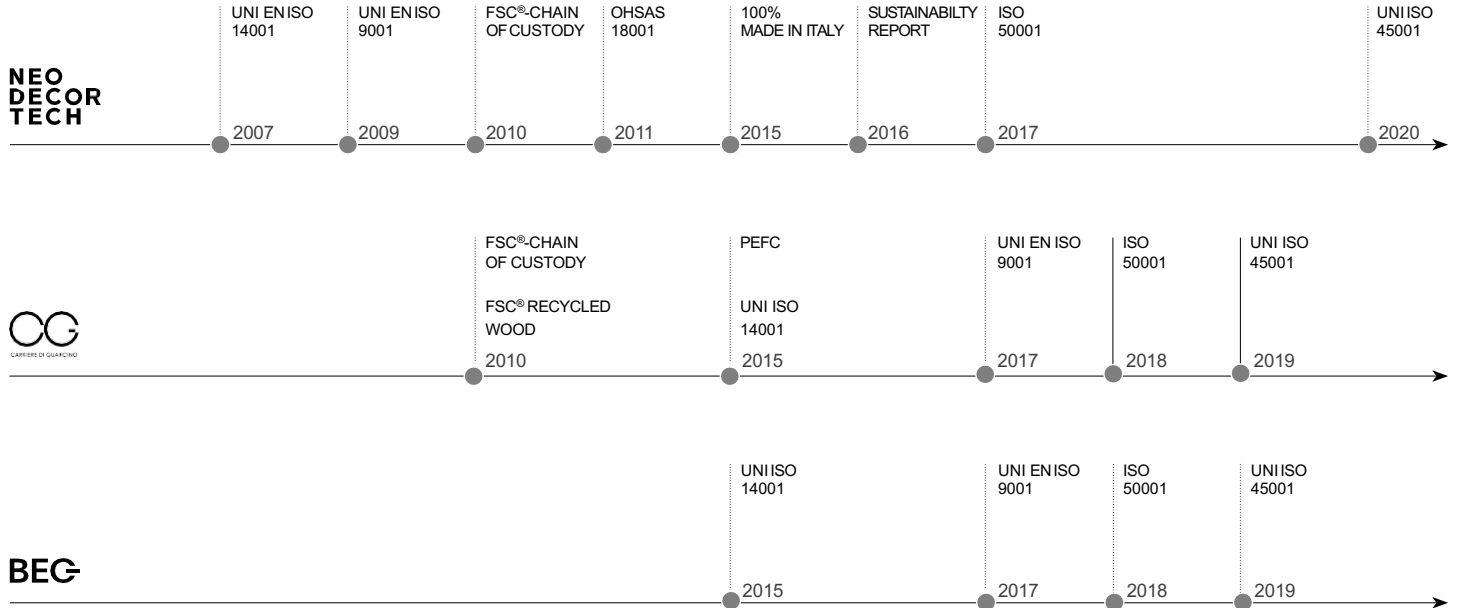 UNI EN ISO
14001
UNI EN ISO
9001
FSC®-CHAIN
OF CUSTODY
OHSAS
18001
100%
MADE IN ITALY
SUSTAINABILTY
REPORT
ISO
50001
UNI ISO
45001
NEO
DECOR
TECH
2007
2009
2010
2011
2015
2016
2017
2020
FSC®-CHAIN
OF CUSTODY
FSC® RECYCLED
WOOD
PEFC
UNI ISO
14001
UNI EN ISO
9001
ISO
50001
UNI ISO
45001
CG
CARTIERE DI GUARCINO
2010
2015
2017
2018
2019
UNI ISO
14001
UNI EN ISO
9001
ISO
50001
UNI ISO
45001
BEG
2015
2017
2018
2019